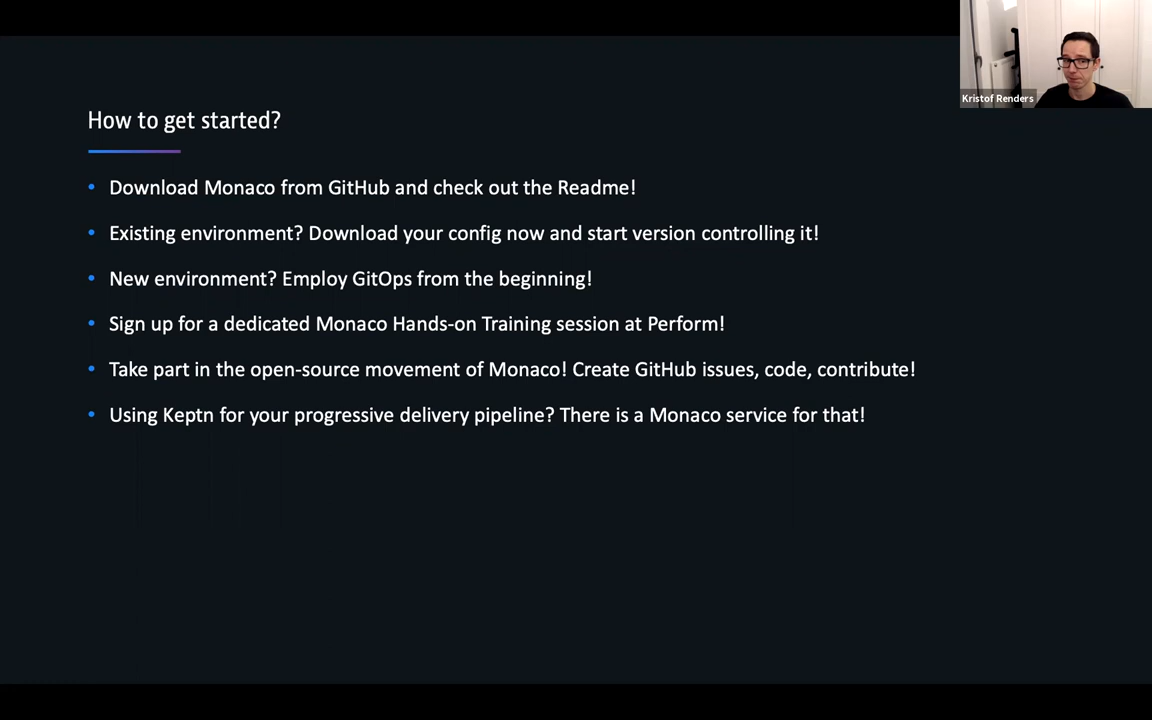 Kristof Renders
How to get started?
• Download Monaco from GitHub and check out the Readme!
• Existing environment? Download your config now and start version controlling it!
• New environment? Employ GitOps from the beginning!
• Sign up for a dedicated Monaco Hands-on Training session at Perform!
• Take part in the open-source movement of Monaco! Create GitHub issues, code, contribute!
• Using Keptn for your progressive delivery pipeline? There is a Monaco service for that!